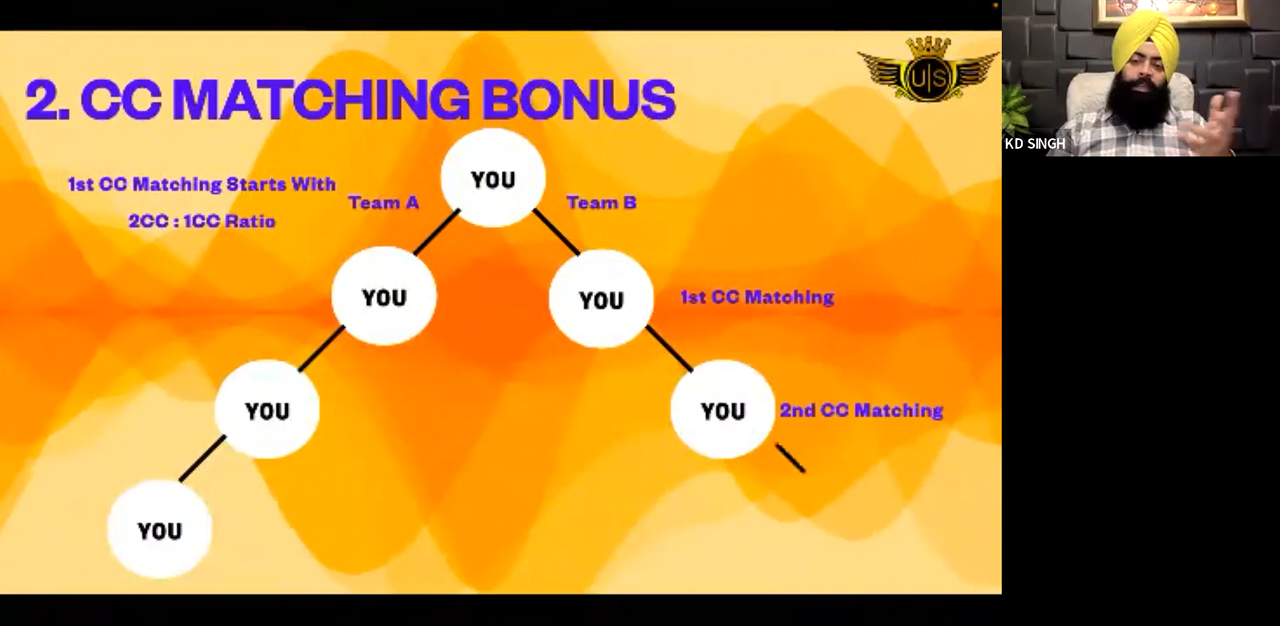 2. CC MATCHING BONUS
U|S
KD SINGH
1st CC Matching Starts With
2CC : 1CC Ratio
Team A
YOU
Team B
YOU
YOU
1st CC Matching
YOU
YOU
2nd CC Matching
YOU